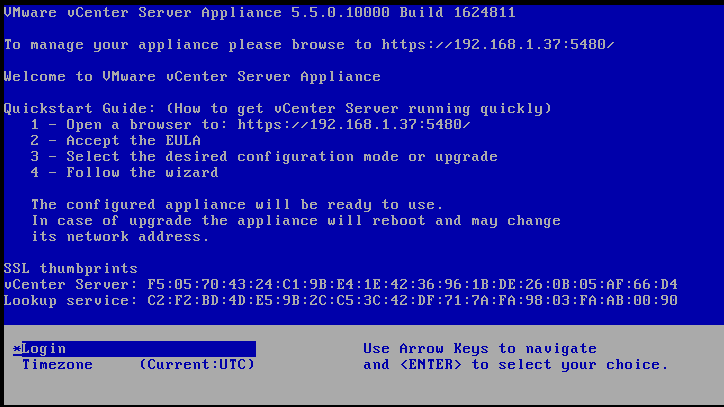 VMware vCenter Server Appliance 5.5.0.10000 Build 1624811
To manage your appliance please browse to https://192.168.1.37:5480/
Welcome to VMware vCenter Server Appliance
Quickstart Guide: (How to get vCenter Server running quickly)
1 - Open a browser to: https://192.168.1.37:5480/
2 - Accept the EULA
3 - Select the desired configuration mode or upgrade
4 - Follow the wizard
The configured appliance will be ready to use.
In case of upgrade the appliance will reboot and may change
its network address.
SSL thumbprints
vCenter Server: F5:05:70:43:24:C1:9B:E4:1E:42:36:96:1B:DE:26:0B:05:AF:66:D4
Lookup service: C2:F2:BD:4D:E5:9B:2C:C5:3C:42:DF:71:7A:FA:98:03:FA:AB:00:90
*Login Use Arrow Keys to navigate
Timezone (Current:UTC) and <ENTER> to select your choice.